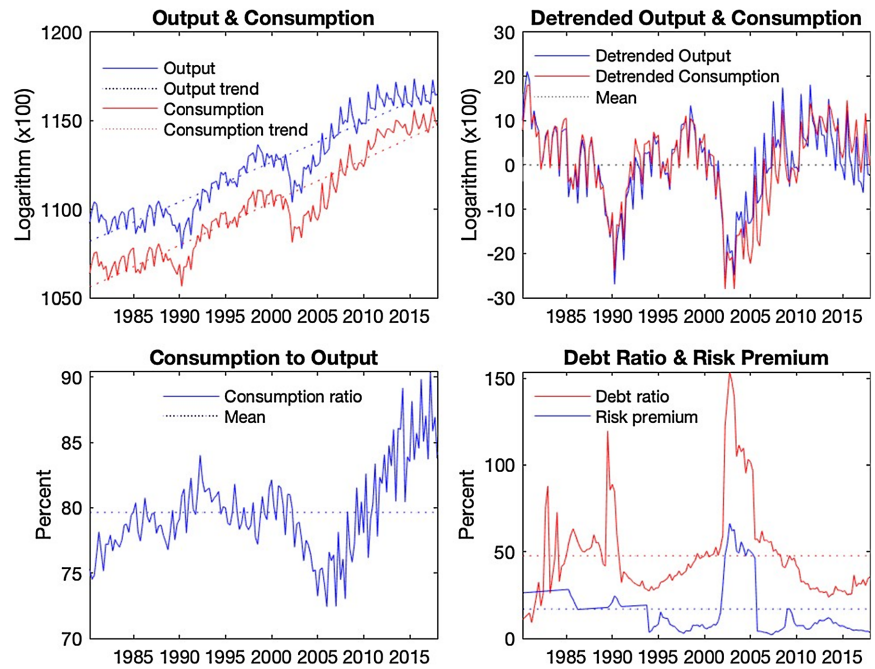 Output & Consumption
1200
1150
1100
1050
Logarithm (x100)
Output
Output trend
Consumption
Consumption trend
1985 1990 1995 2000 2005 2010 2015
Detrended Output & Consumption
30
20
10
0
-10
-20
-30
Logarithm (x100)
Detrended Output
Detrended Consumption
Mean
1985 1990 1995 2000 2005 2010 2015
Consumption to Output
90
85
80
75
70
Percent
Consumption ratio
Mean
1985 1990 1995 2000 2005 2010 2015
Debt Ratio & Risk Premium
150
100
50
0
Percent
Debt ratio
Risk premium
1985 1990 1995 2000 2005 2010 2015